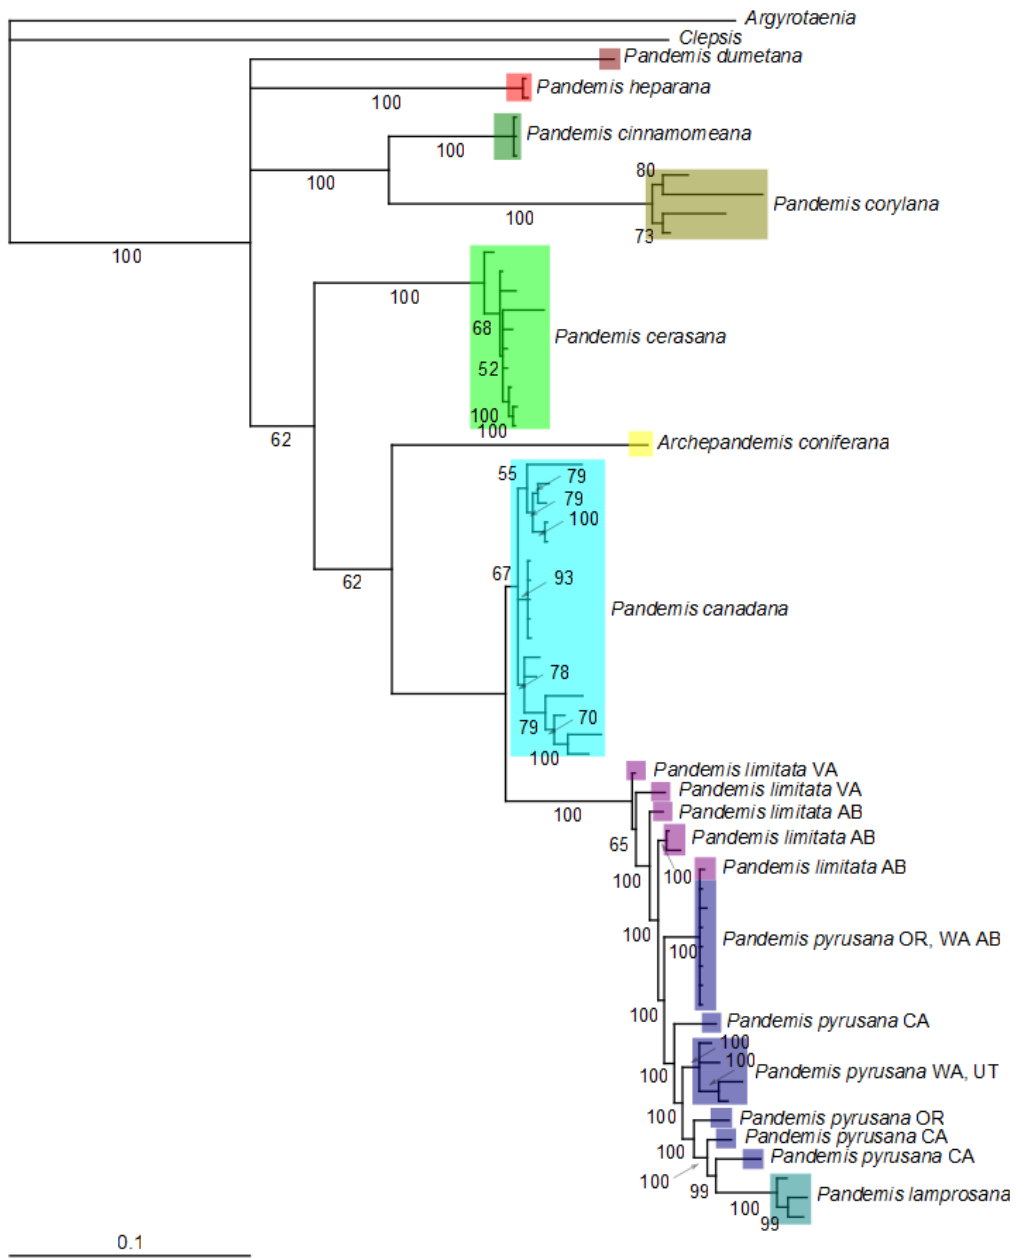 Argyrotaenia
Clepsis
Pandemis dumetana
Pandemis heparana
100
Pandemis cinnamomeana
100
100
80
Pandemis corylana
100
73
100
100
68
Pandemis cerasana
52
100
100
62
Archepandemis coniferana
55
79
79
100
67
93
62
Pandemis canadana
78
79
70
100
Pandemis limitata VA
Pandemis limitata VA
100
Pandemis limitata AB
65
Pandemis limitata AB
100
100
Pandemis limitata AB
100
100
Pandemis pyrusana OR, WA AB
100
Pandemis pyrusana CA
100
100
100
Pandemis pyrusana WA, UT
100
Pandemis pyrusana OR
100
Pandemis pyrusana CA
Pandemis pyrusana CA
100
99
100
Pandemis lamprosana
99
0.1